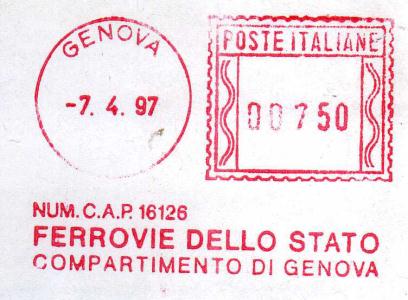 GENOVA
-7. 4. 97
POSTE ITALIANE
00750
NUM. C.A.P. 16126
FERROVIE DELLO STATO
COMPARTIMENTO DI GENOVA